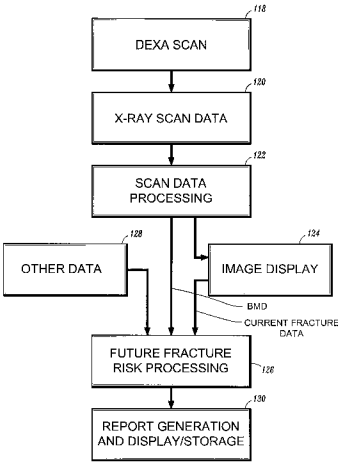 118
DEXA SCAN
120
X-RAY SCAN DATA
122
SCAN DATA
PROCESSING
128
OTHER DATA
124
IMAGE DISPLAY
BMD
CURRENT FRACTURE
DATA
FUTURE FRACTURE
RISK PROCESSING
126
130
REPORT GENERATION
AND DISPLAY/STORAGE